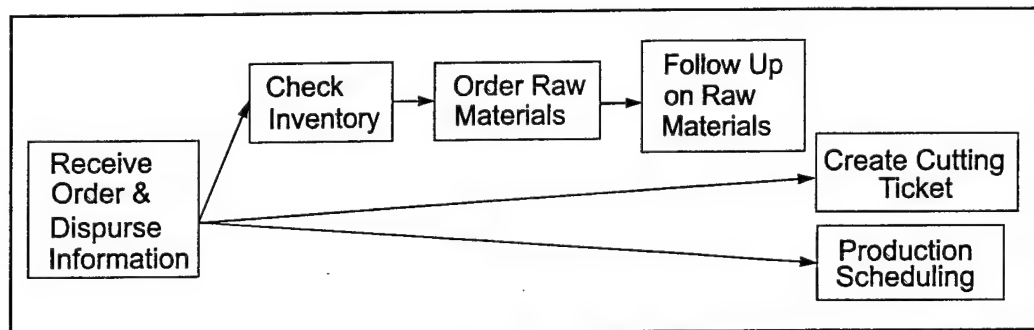 Receive
Order &
Dispurse
Information
Check
Inventory
Order Raw
Materials
Follow Up
on Raw
Materials
Create Cutting
Ticket
Production
Scheduling